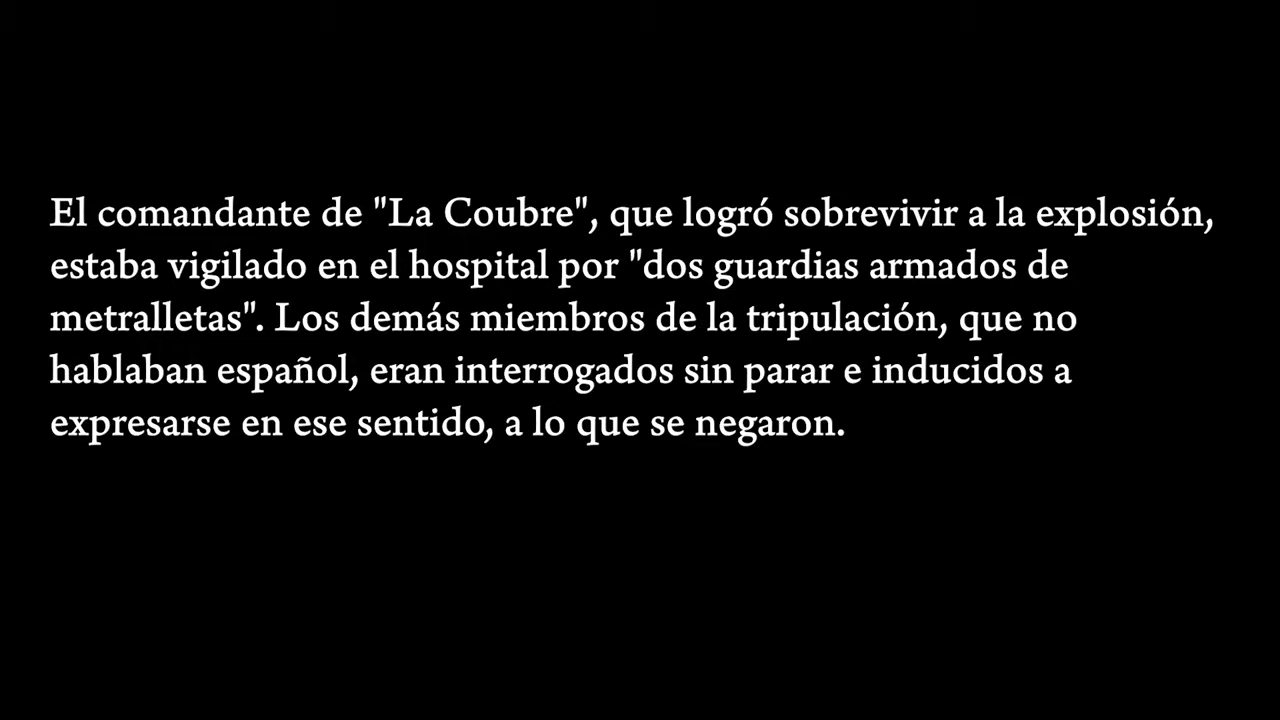 El comandante de "La Coubre", que logró sobrevivir a la explosión,
estaba vigilado en el hospital por "dos guardias armados de
metralletas". Los demás miembros de la tripulación, que no
hablaban español, eran interrogados sin parar e inducidos a
expresarse en ese sentido, a lo que se negaron.